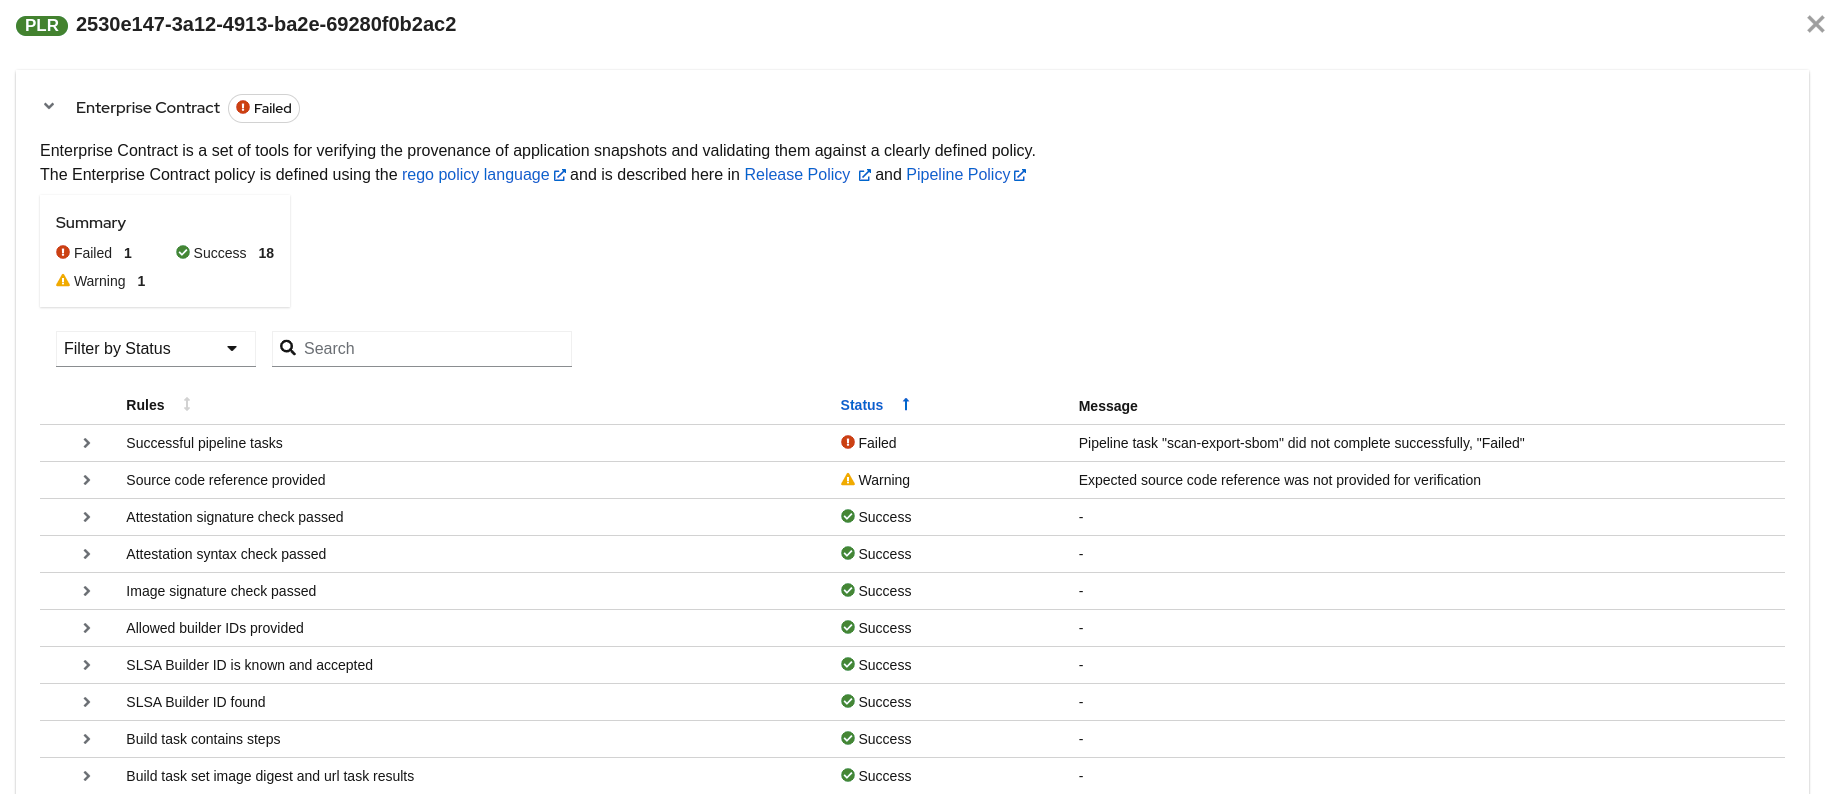 PLR 2530e147-3a12-4913-ba2e-69280f0b2ac2
Enterprise Contract Failed
Enterprise Contract is a set of tools for verifying the provenance of application snapshots and validating them against a clearly defined policy.
The Enterprise Contract policy is defined using the rego policy language and is described here in Release Policy and Pipeline Policy
Summary
Failed 1 Success 18
Warning 1
Filter by Status Search
Rules Status Message
Successful pipeline tasks Failed Pipeline task "scan-export-sbom" did not complete successfully, "Failed"
Source code reference provided Warning Expected source code reference was not provided for verification
Attestation signature check passed Success -
Attestation syntax check passed Success -
Image signature check passed Success -
Allowed builder IDs provided Success -
SLSA Builder ID is known and accepted Success -
SLSA Builder ID found Success -
Build task contains steps Success -
Build task set image digest and url task results Success -